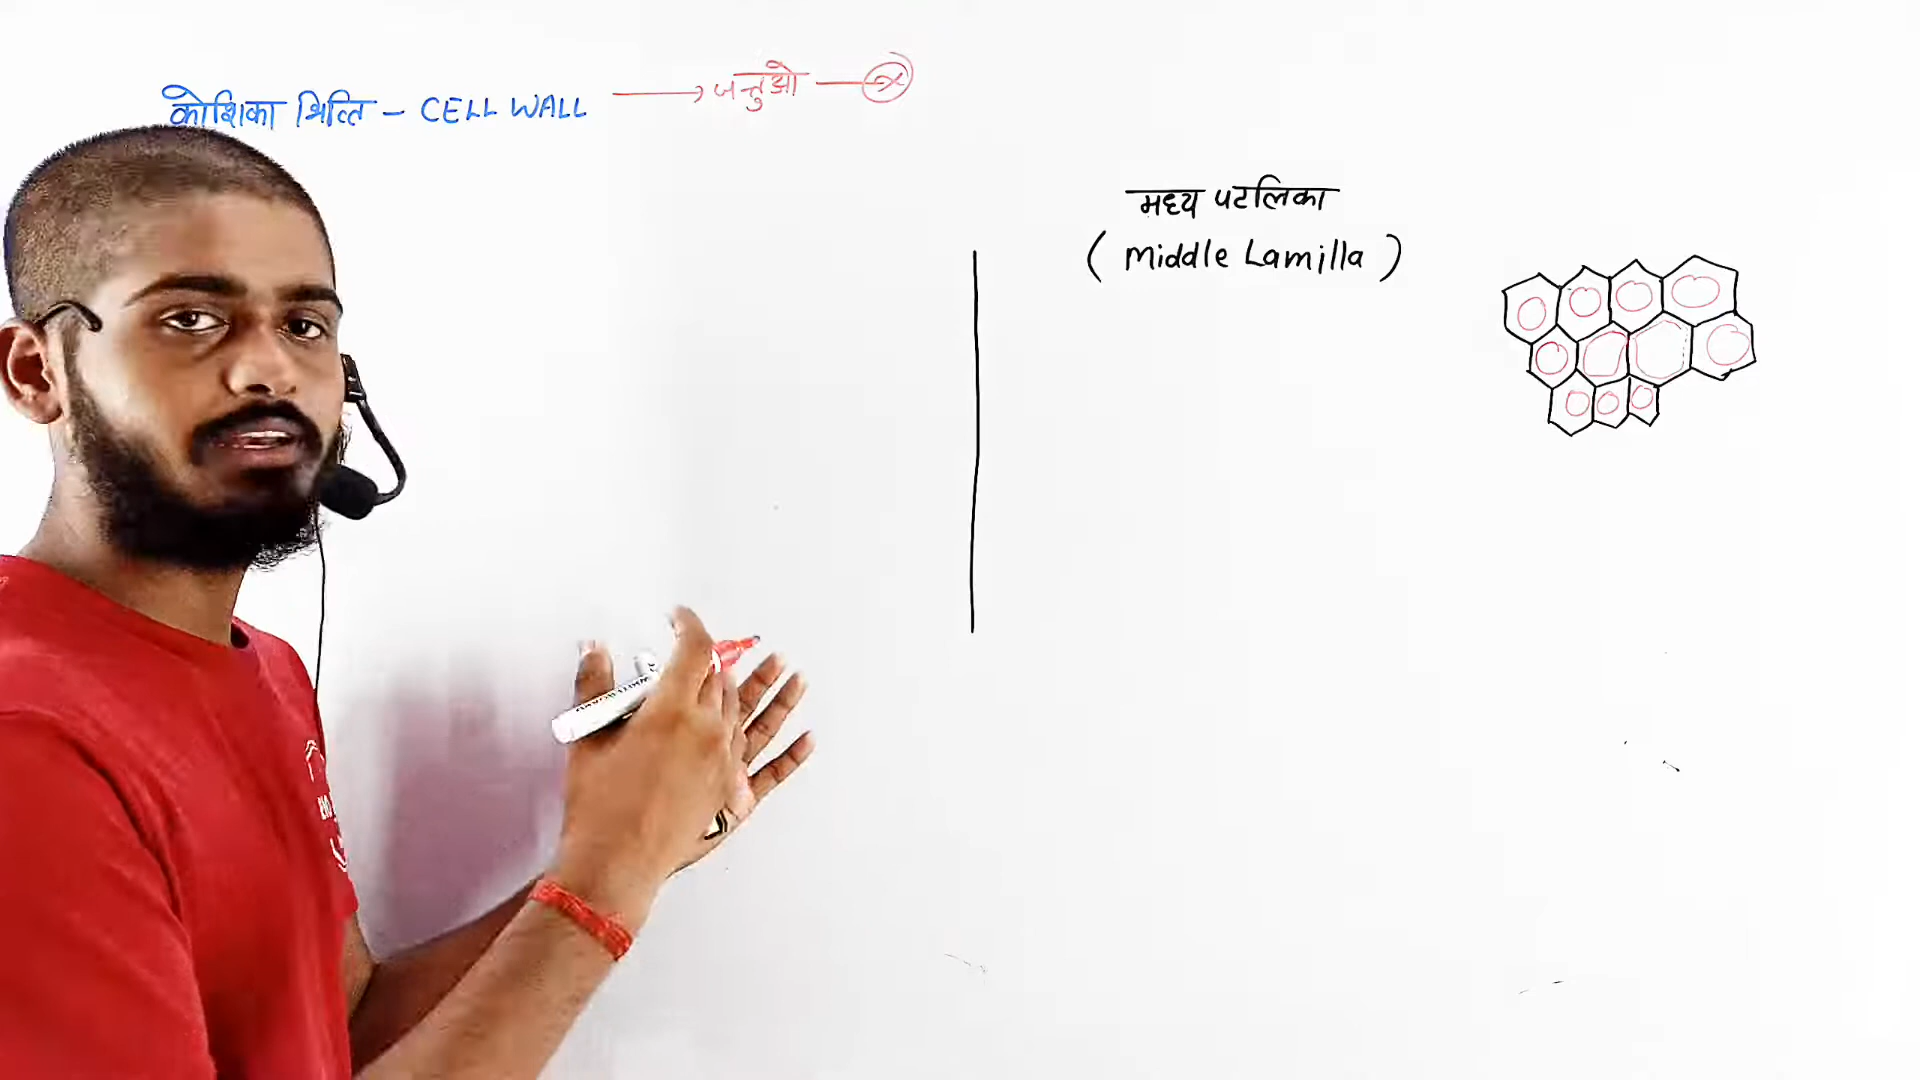 कोशिका भित्ति - CELL WALL → जन्तुओ - x
मध्य पटलिका
( Middle Lamilla )